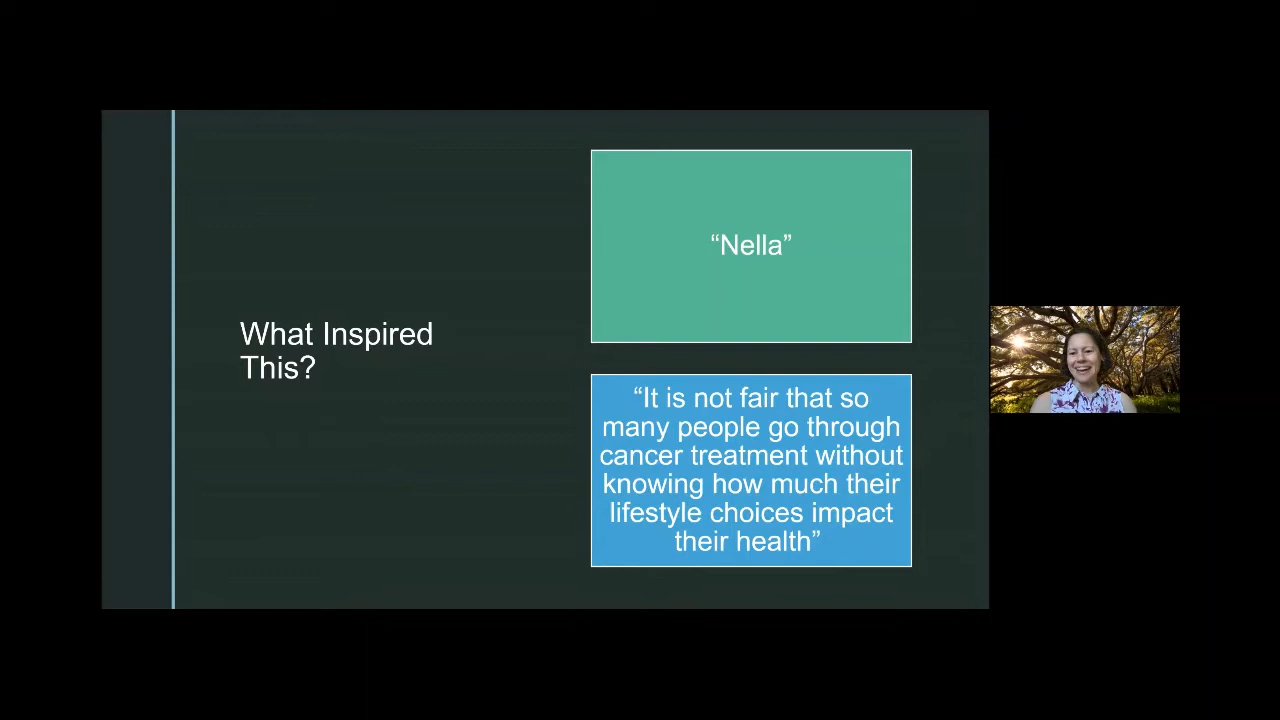 What Inspired
This?
“Nella”
“It is not fair that so
many people go through
cancer treatment without
knowing how much their
lifestyle choices impact
their health”